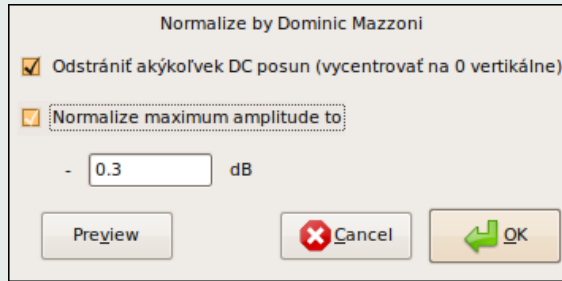 Normalize by Dominic Mazzoni
Odstrániť akýkoľvek DC posun (vycentrovať na 0 vertikálne)
Normalize maximum amplitude to
- 0.3 dB
Preview Cancel OK